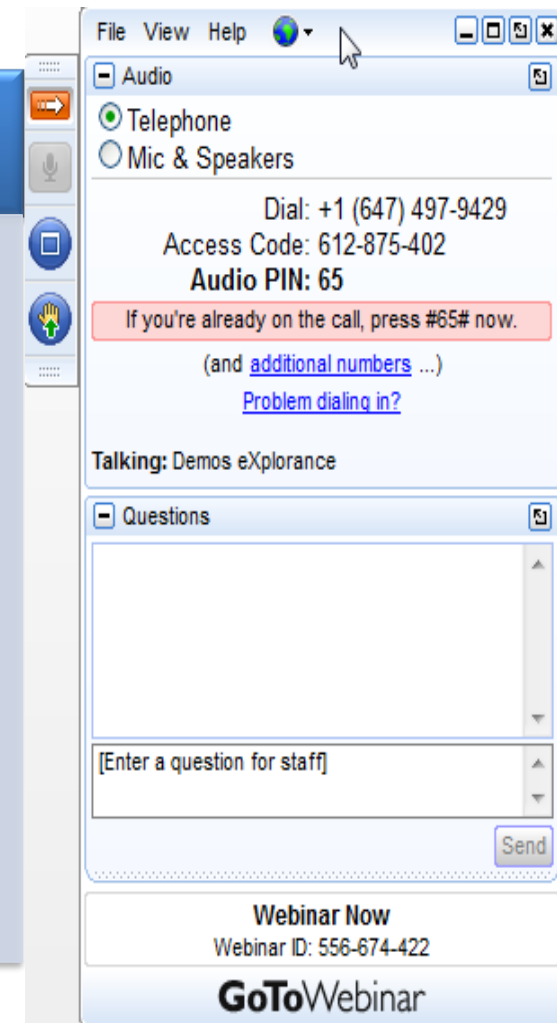 File View Help
Audio
Telephone
Mic & Speakers
Dial: +1 (647) 497-9429
Access Code: 612-875-402
Audio PIN: 65
If you're already on the call, press #65# now.
(and additional numbers ...)
Problem dialing in?
Talking: Demos eXplorance
Questions
[Enter a question for staff]
Send
Webinar Now
Webinar ID: 556-674-422
GoToWebinar